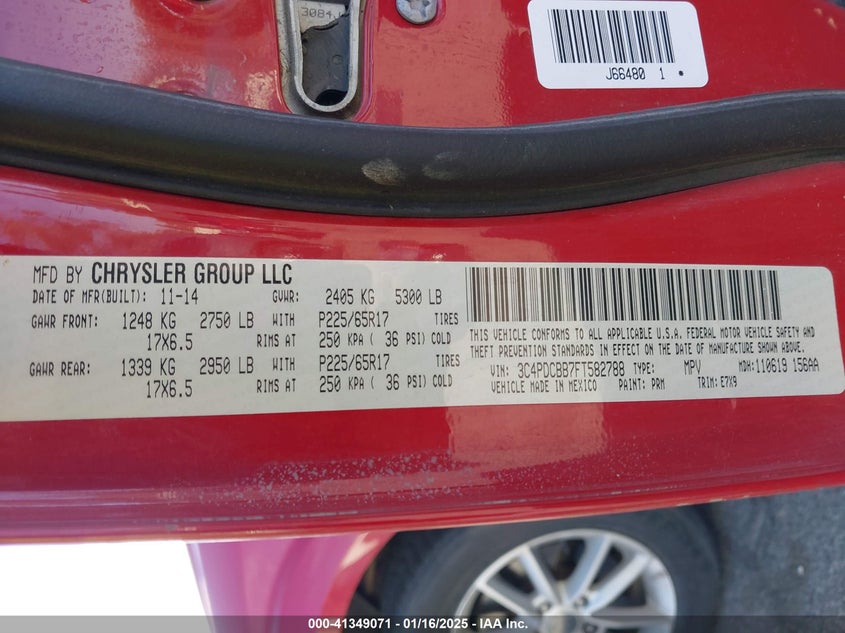 3084
J66480 1 •
MFD BY CHRYSLER GROUP LLC
DATE OF MFR(BUILT): 11-14 GVWR: 2405 KG 5300 LB
GAWR FRONT: 1248 KG 2750 LB WITH P225/65R17 TIRES
17X6.5 RIMS AT 250 KPA ( 36 PSI) COLD
GAWR REAR: 1339 KG 2950 LB WITH P225/65R17 TIRES
17X6.5 RIMS AT 250 KPA ( 36 PSI) COLD
THIS VEHICLE CONFORMS TO ALL APPLICABLE U.S.A. FEDERAL MOTOR VEHICLE SAFETY AND
THEFT PREVENTION STANDARDS IN EFFECT ON THE DATE OF MANUFACTURE SHOWN ABOVE.
VIN: 3C4PDCBB7FT582788 TYPE: MPV MDH: 110619 156AA
VEHICLE MADE IN MEXICO PAINT: PRM TRIM: E7X9
000-41349071 - 01/16/2025 - IAA Inc.